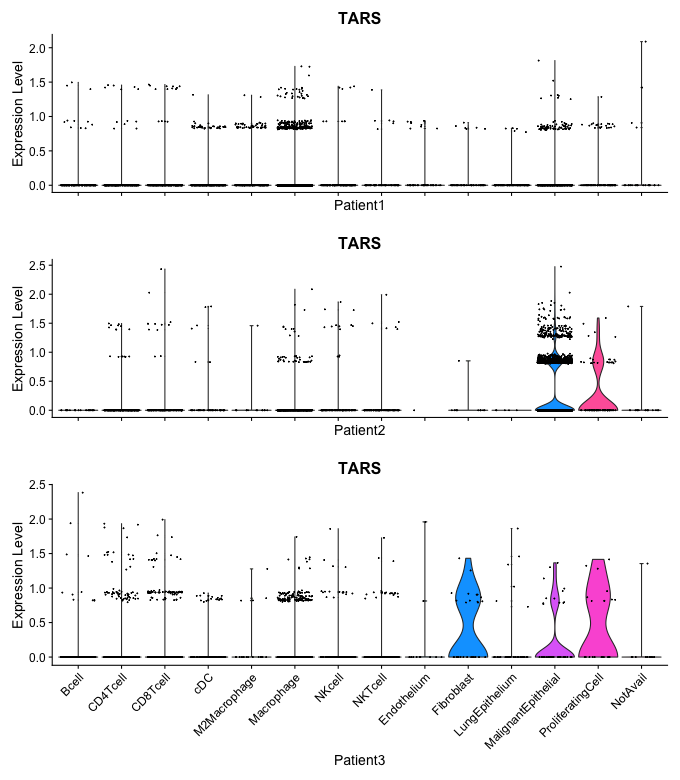 TARS
Expression Level
2.0
1.5
1.0
0.5
0.0
Patient1
TARS
Expression Level
2.5
2.0
1.5
1.0
0.5
0.0
Patient2
TARS
Expression Level
2.5
2.0
1.5
1.0
0.5
0.0
Bcell
CD4Tcell
CD8Tcell
cDC
M2Macrophage
Macrophage
NKcell
NKTcell
Endothelium
Fibroblast
LungEpithelium
MalignantEpithelial
ProliferatingCell
NotAvail
Patient3